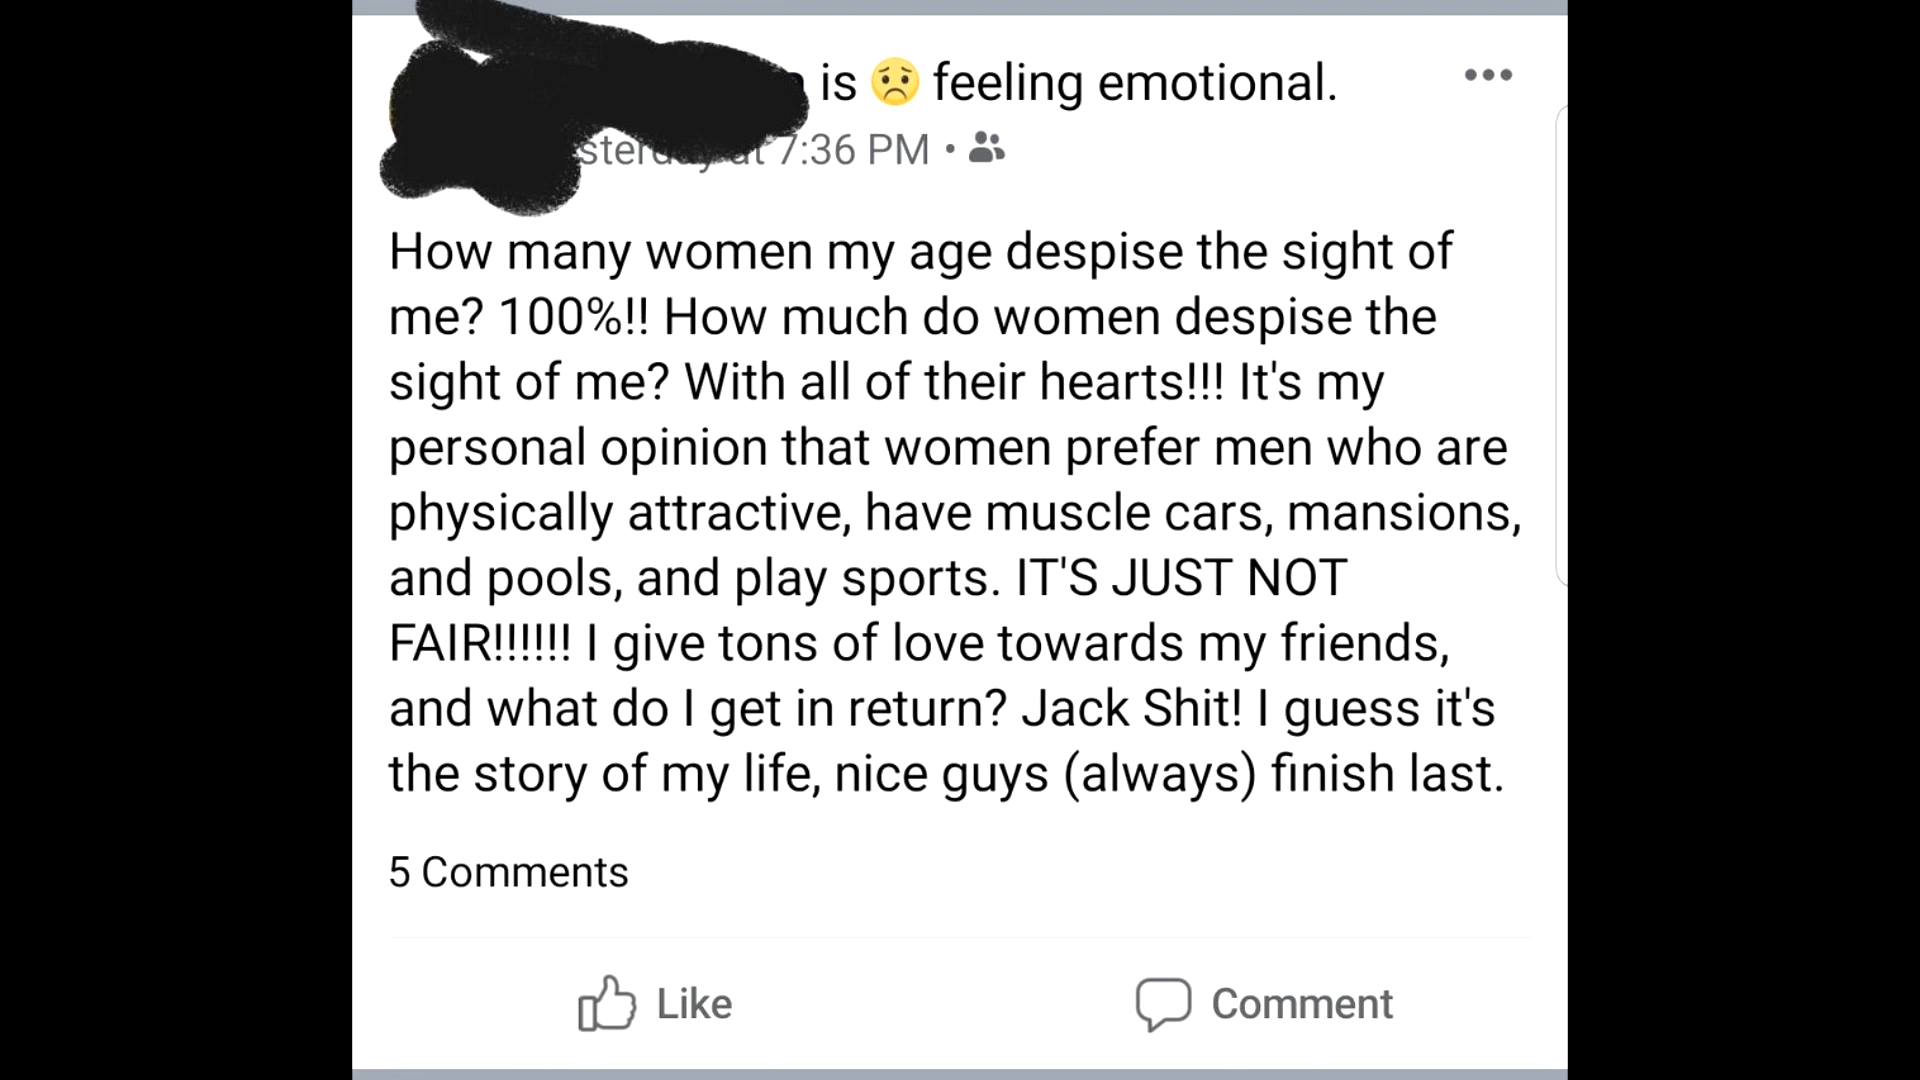 is 😟 feeling emotional.
7:36 PM •
How many women my age despise the sight of
me? 100%!! How much do women despise the
sight of me? With all of their hearts!!! It's my
personal opinion that women prefer men who are
physically attractive, have muscle cars, mansions,
and pools, and play sports. IT'S JUST NOT
FAIR!!!!!! I give tons of love towards my friends,
and what do I get in return? Jack Shit! I guess it's
the story of my life, nice guys (always) finish last.
5 Comments
Like
Comment